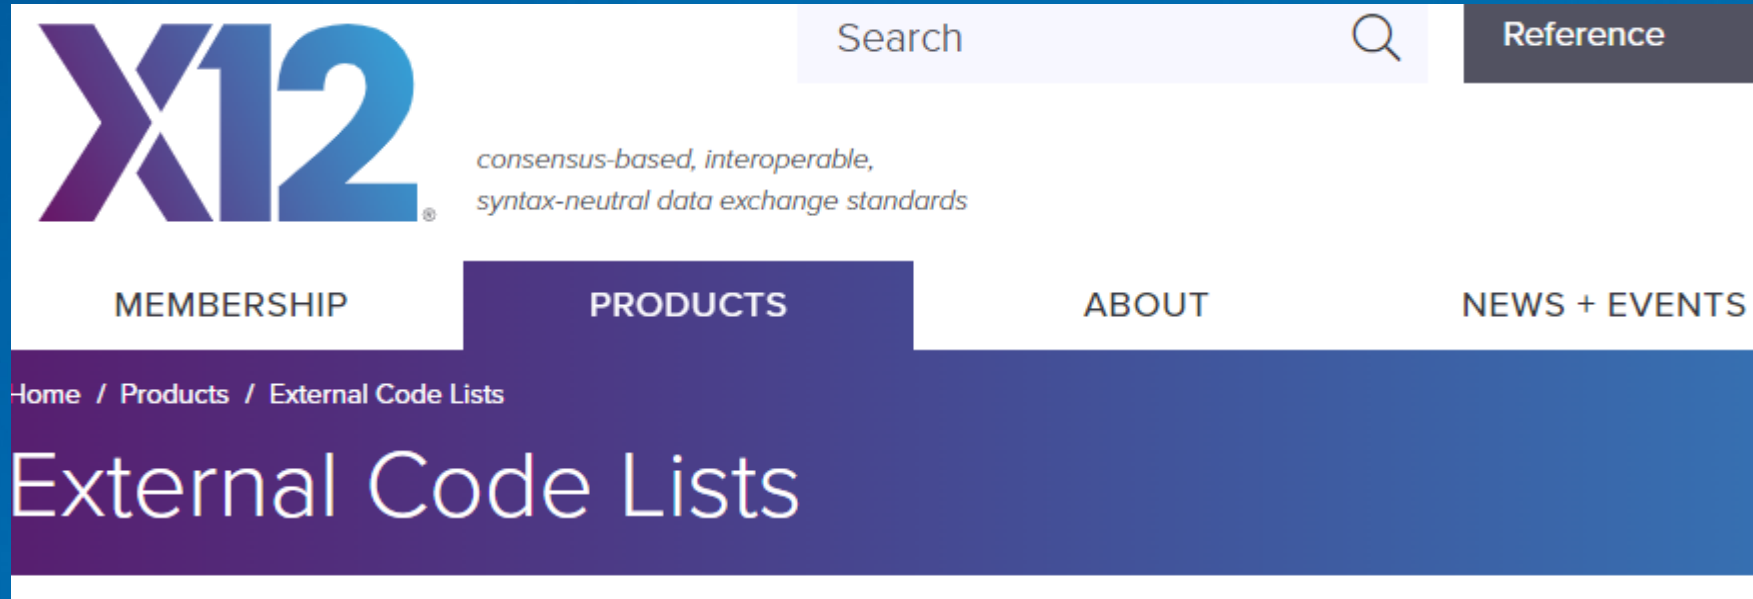 X12®
Search
Reference
consensus-based, interoperable,
syntax-neutral data exchange standards
MEMBERSHIP
PRODUCTS
ABOUT
NEWS + EVENTS
Home / Products / External Code Lists
External Code Lists